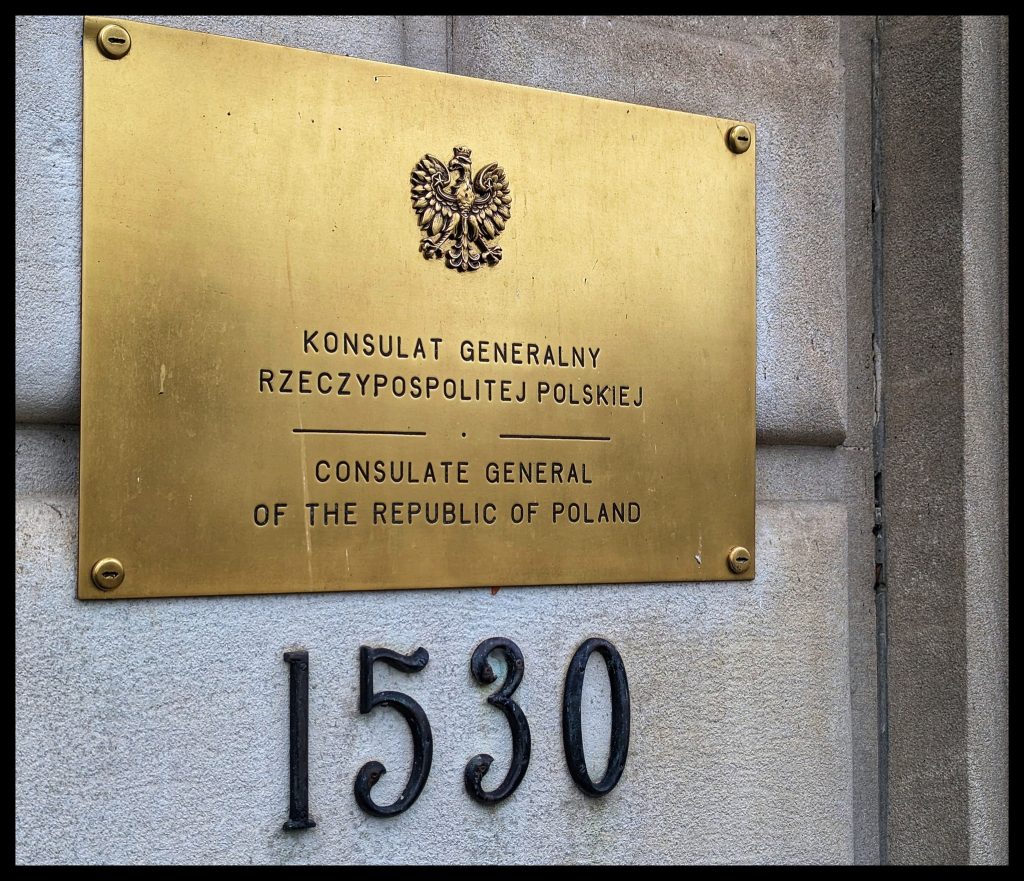 KONSULAT GENERALNY
RZECZYPOSPOLITEJ POLSKIEJ
CONSULATE GENERAL
OF THE REPUBLIC OF POLAND
1530